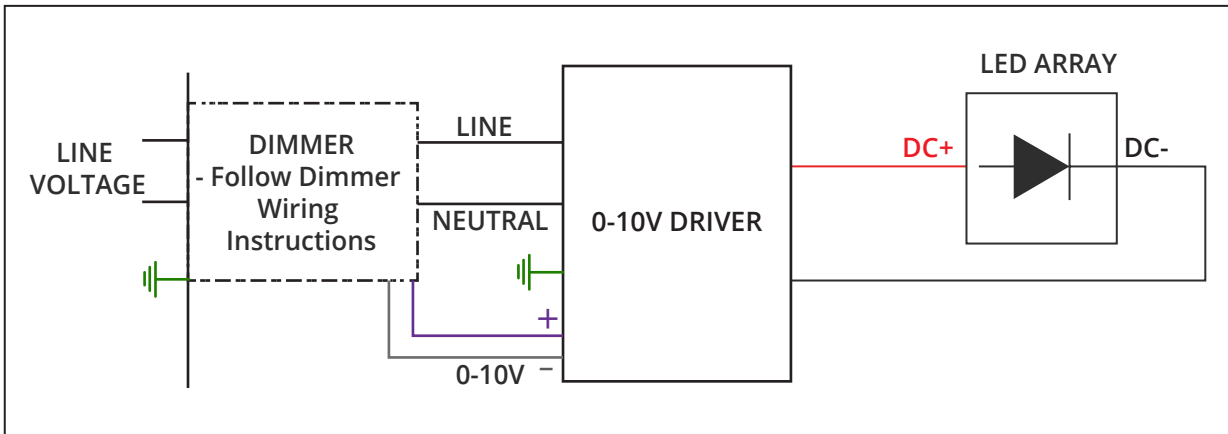 LINE
VOLTAGE
DIMMER
- Follow Dimmer
Wiring
Instructions
LINE
NEUTRAL
+
0-10V –
0-10V DRIVER
LED ARRAY
DC+
DC-